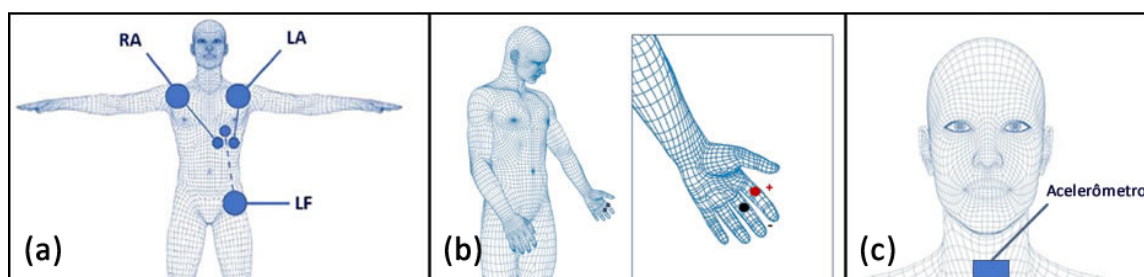 RA
LA
LF
(a)
+
-
(b)
Acelerômetro
(c)